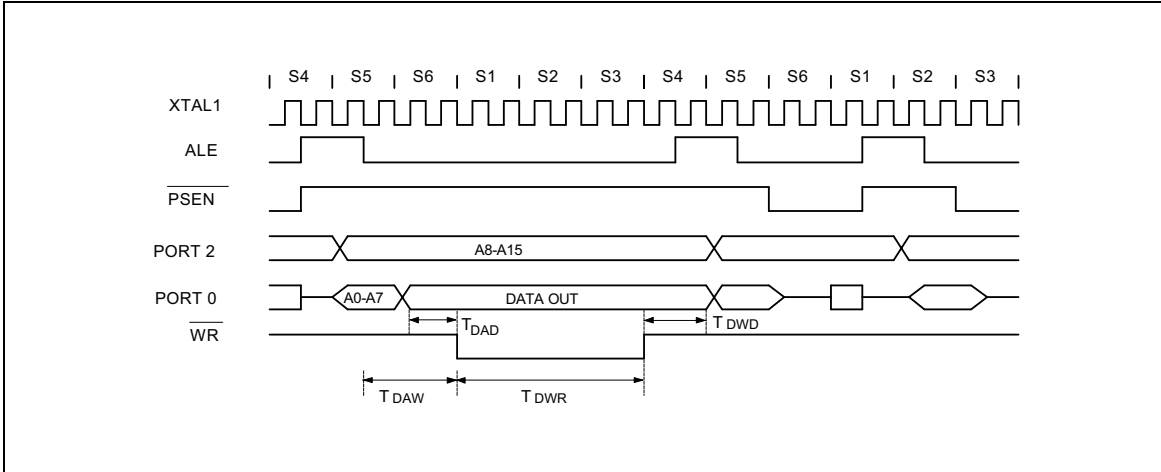 S4 S5 S6 S1 S2 S3 S4 S5 S6 S1 S2 S3
XTAL1
ALE
PSEN
PORT 2
A8-A15
PORT 0
A0-A7 DATA OUT
TDAD T DWD
WR
T DAW T DWR